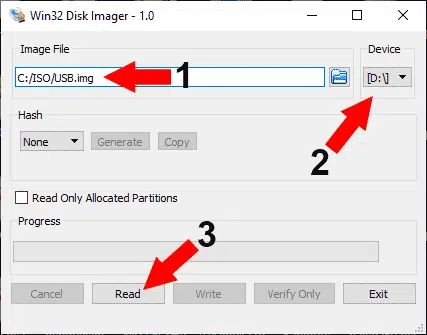 Win32 Disk Imager - 1.0
Image File
Device
C:/ISO/USB.img
1
[D:\]
2
Hash
None
Generate
Copy
Read Only Allocated Partitions
Progress
3
Cancel
Read
Write
Verify Only
Exit